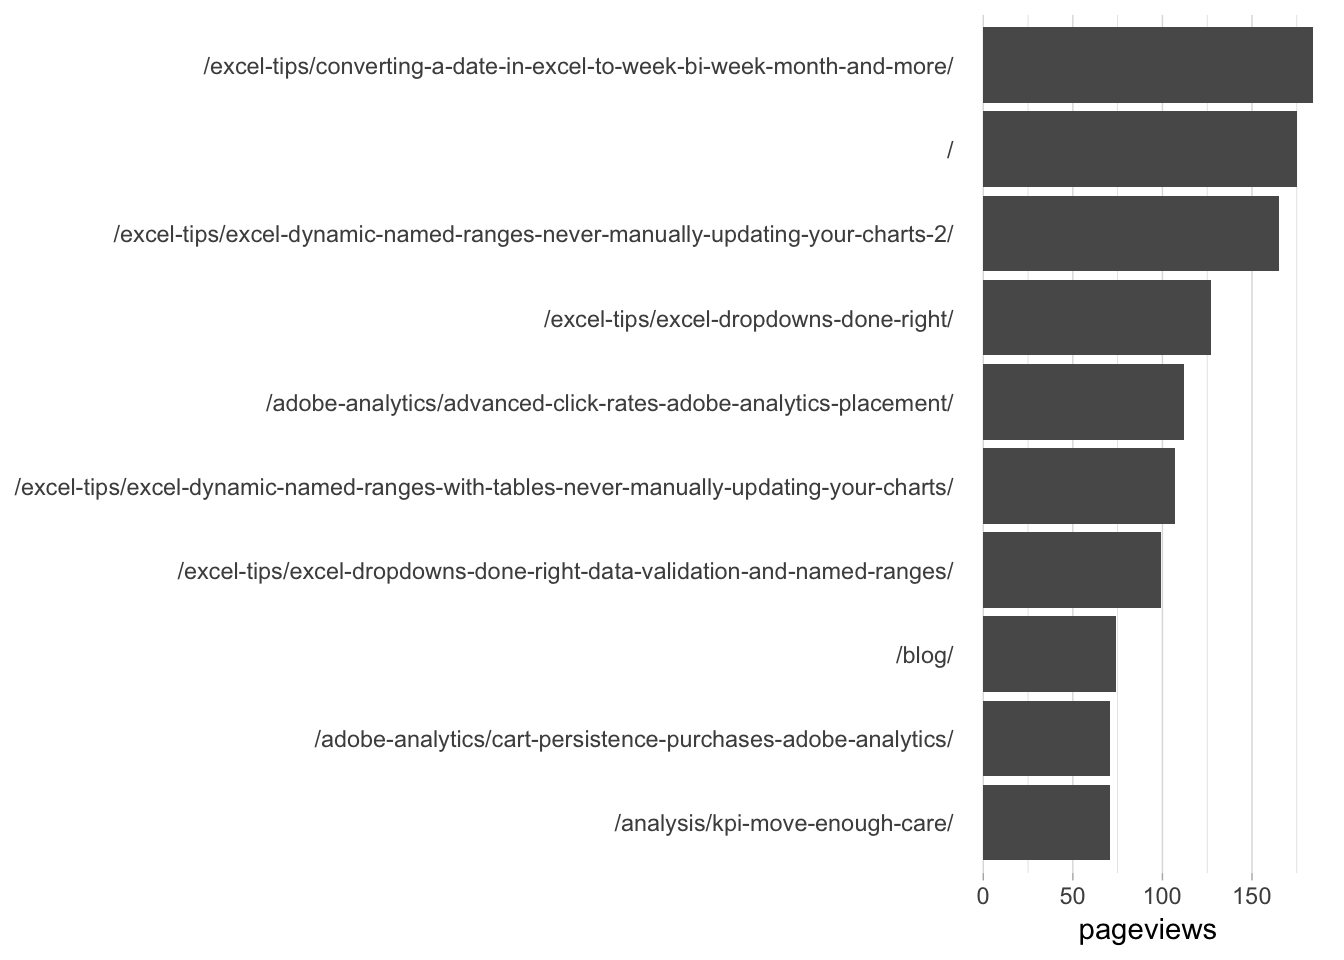 /excel-tips/converting-a-date-in-excel-to-week-bi-week-month-and-more/
/
/excel-tips/excel-dynamic-named-ranges-never-manually-updating-your-charts-2/
/excel-tips/excel-dropdowns-done-right/
/adobe-analytics/advanced-click-rates-adobe-analytics-placement/
/excel-tips/excel-dynamic-named-ranges-with-tables-never-manually-updating-your-charts/
/excel-tips/excel-dropdowns-done-right-data-validation-and-named-ranges/
/blog/
/adobe-analytics/cart-persistence-purchases-adobe-analytics/
/analysis/kpi-move-enough-care/
0 50 100 150
pageviews